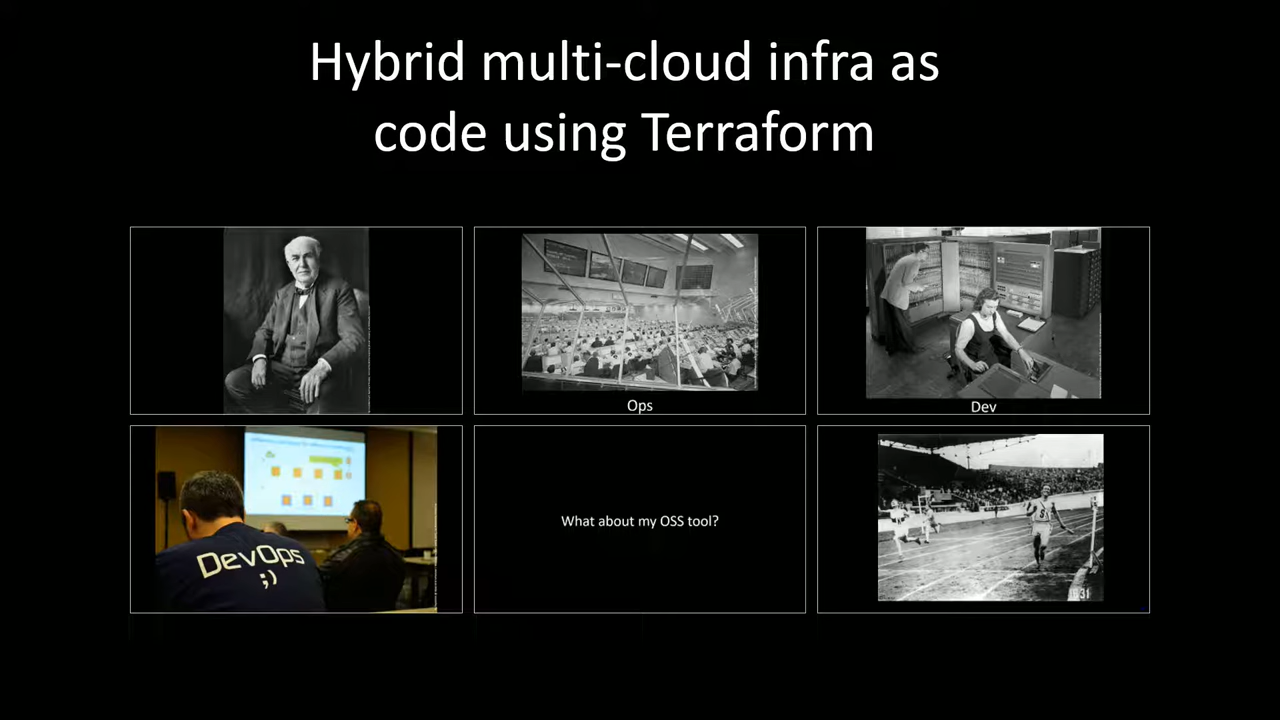 Hybrid multi-cloud infra as
code using Terraform
Ops
Dev
DevOps
;)
What about my OSS tool?